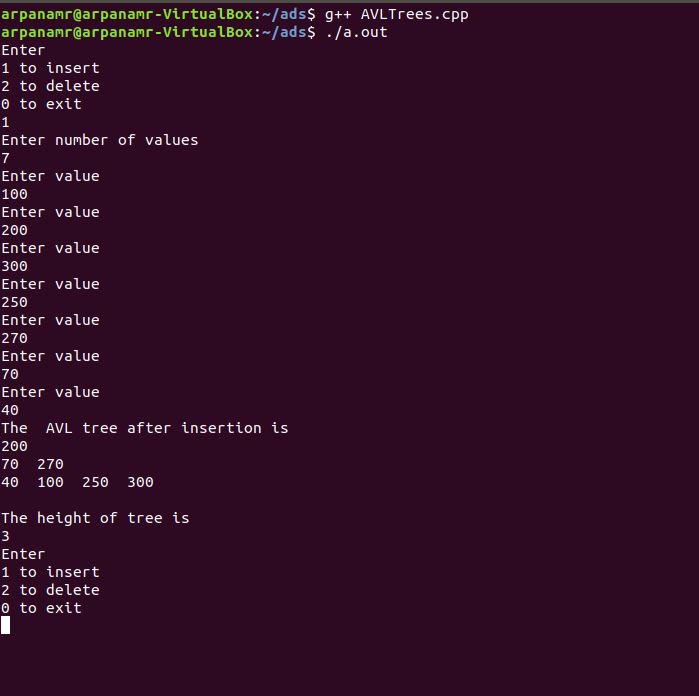 arpanamr@arpanamr-VirtualBox:~/ads$ g++ AVLTrees.cpp
arpanamr@arpanamr-VirtualBox:~/ads$ ./a.out
Enter
1 to insert
2 to delete
0 to exit
1
Enter number of values
7
Enter value
100
Enter value
200
Enter value
300
Enter value
250
Enter value
270
Enter value
70
Enter value
40
The  AVL tree after insertion is
200
70  270
40  100  250  300

The height of tree is
3
Enter
1 to insert
2 to delete
0 to exit